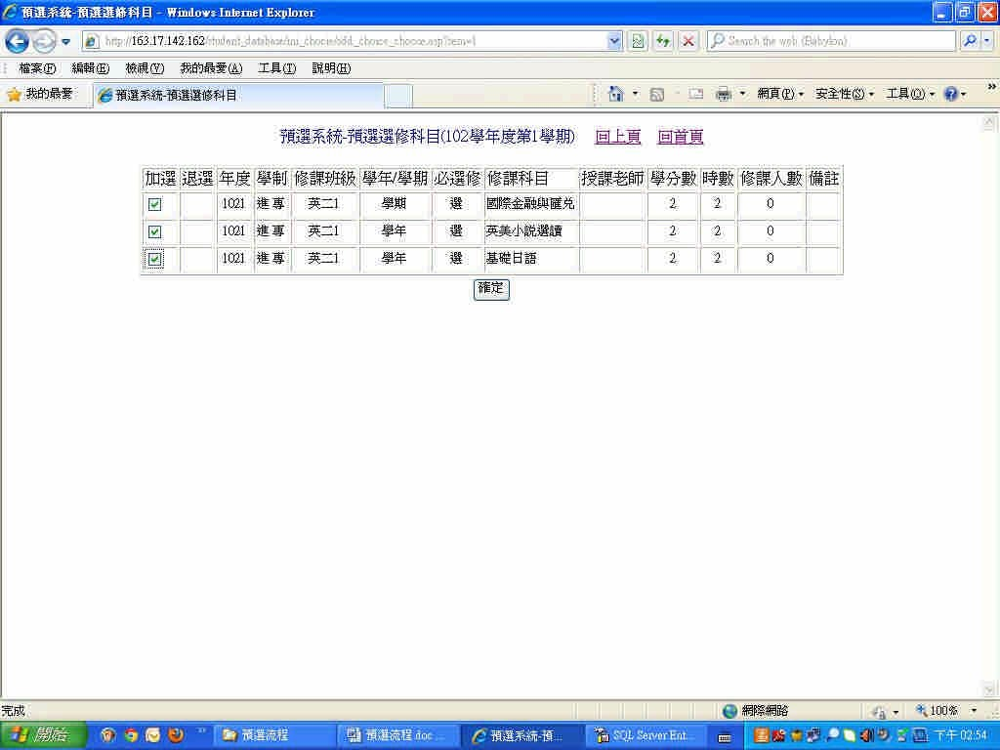 預選系統-預選選修科目 - Windows Internet Explorer
http://163.17.142.162/student_database/ Search the web (Babylon)
檔案(F) 編輯(E) 檢視(V) 我的最愛(A) 工具(T) 說明(H)
我的最愛 預選系統-預選選修科目 網頁(P) 安全性(S) 工具(O)
預選系統-預選選修科目(102學年度第1學期) 回上頁 回首頁
加選 退選 年度 學制 修課班級 學年/學期 必選修 修課科目 授課老師 學分數 時數 修課人數 備註
1021 進專 英二1 學期 選 國際金融與匯兌 2 2 0
1021 進專 英二1 學年 選 英美小說選讀 2 2 0
1021 進專 英二1 學年 選 基礎日語 2 2 0
確定
完成 網際網路 100%
開始 預選流程 預選流程.doc ... 預選系統-預... SQL Server Ent... 下午 02:54